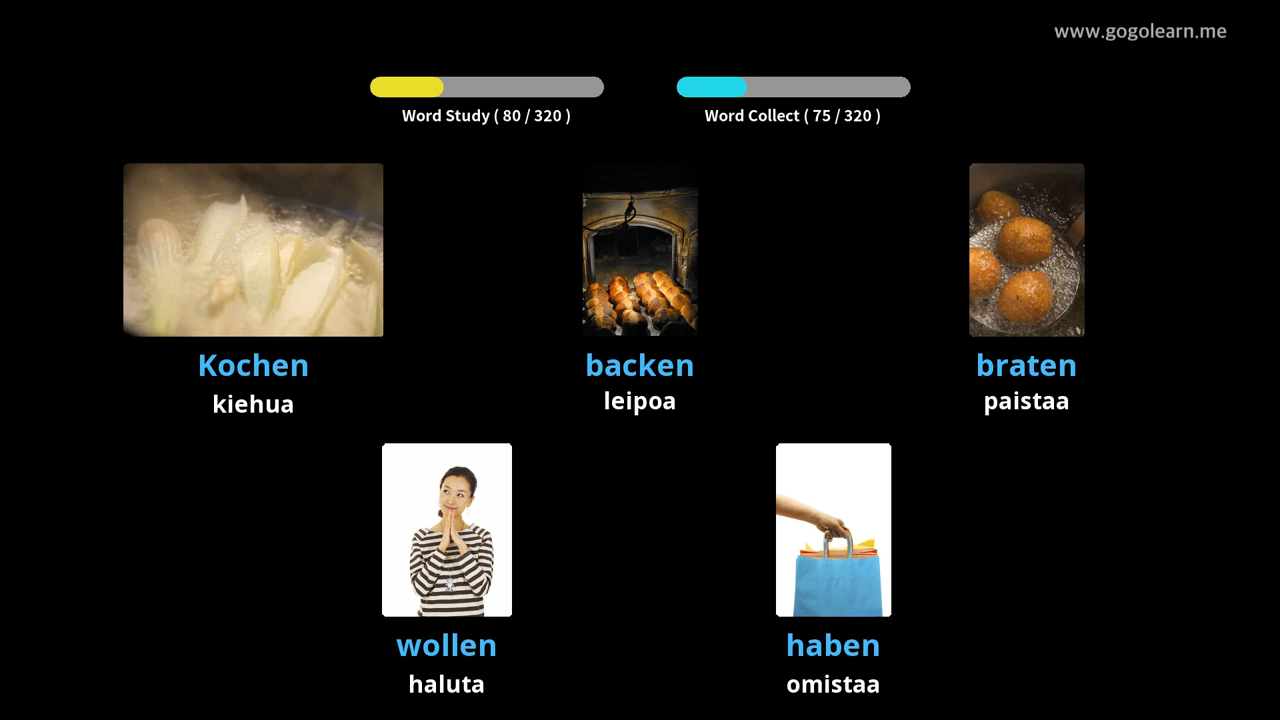 www.gogolearn.me
Word Study ( 80 / 320 )
Word Collect ( 75 / 320 )
Kochen
kiehua
backen
leipoa
braten
paistaa
wollen
haluta
haben
omistaa